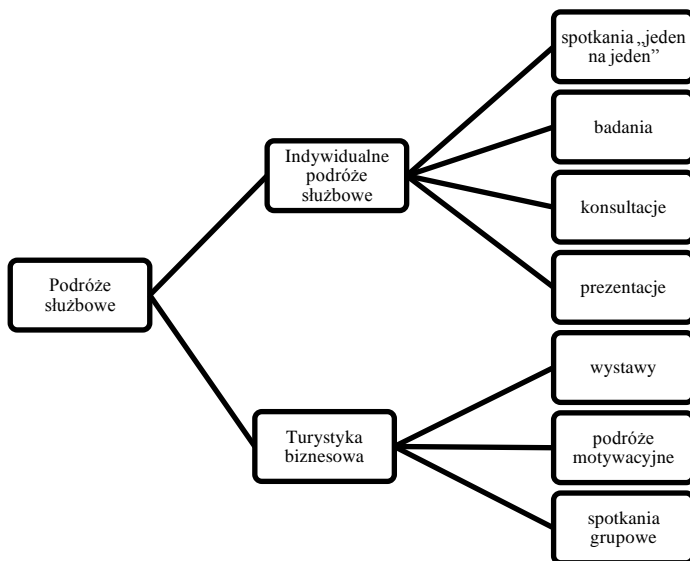 spotkania „jeden
na jeden”
badania
Indywidualne
podróże
służbowe
konsultacje
prezentacje
Podróże
służbowe
wystawy
Turystyka
biznesowa
podróże
motywacyjne
spotkania
grupowe